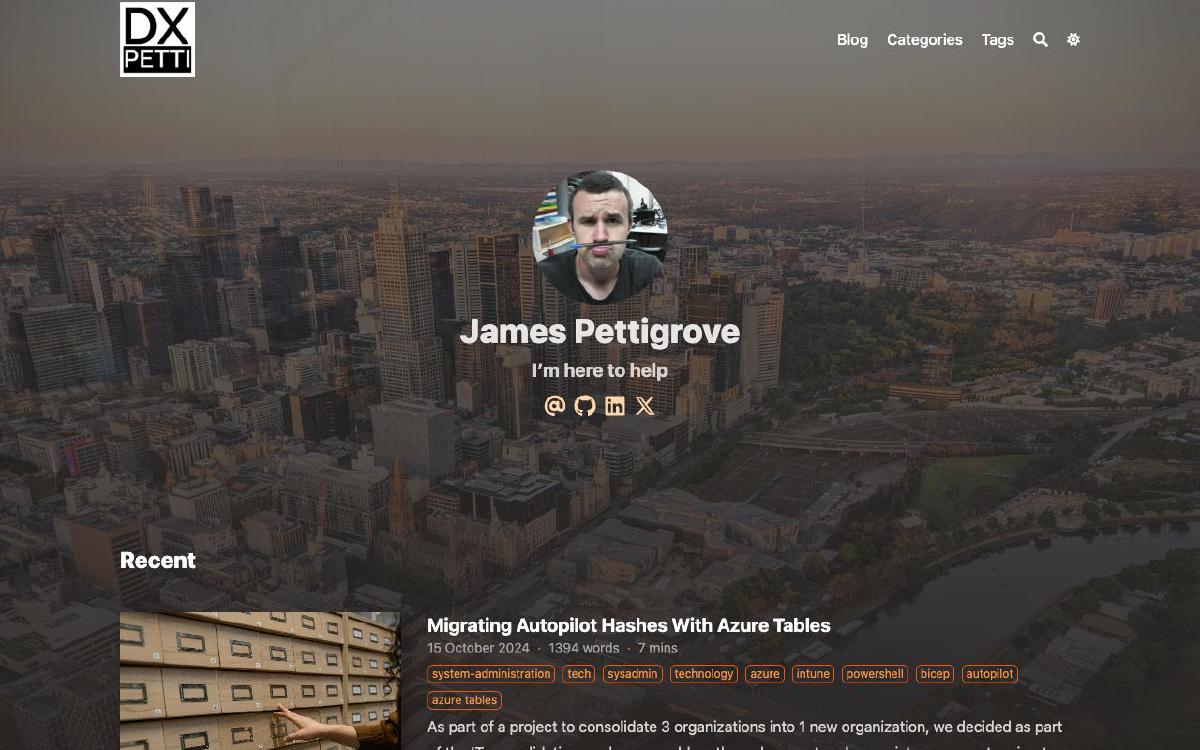 DX
PETTI
Blog Categories Tags
James Pettigrove
I'm here to help
Recent
Migrating Autopilot Hashes With Azure Tables
15 October 2024 · 1394 words · 7 mins
system-administration tech sysadmin technology azure intune powershell bicep autopilot
azure tables
As part of a project to consolidate 3 organizations into 1 new organization, we decided as part